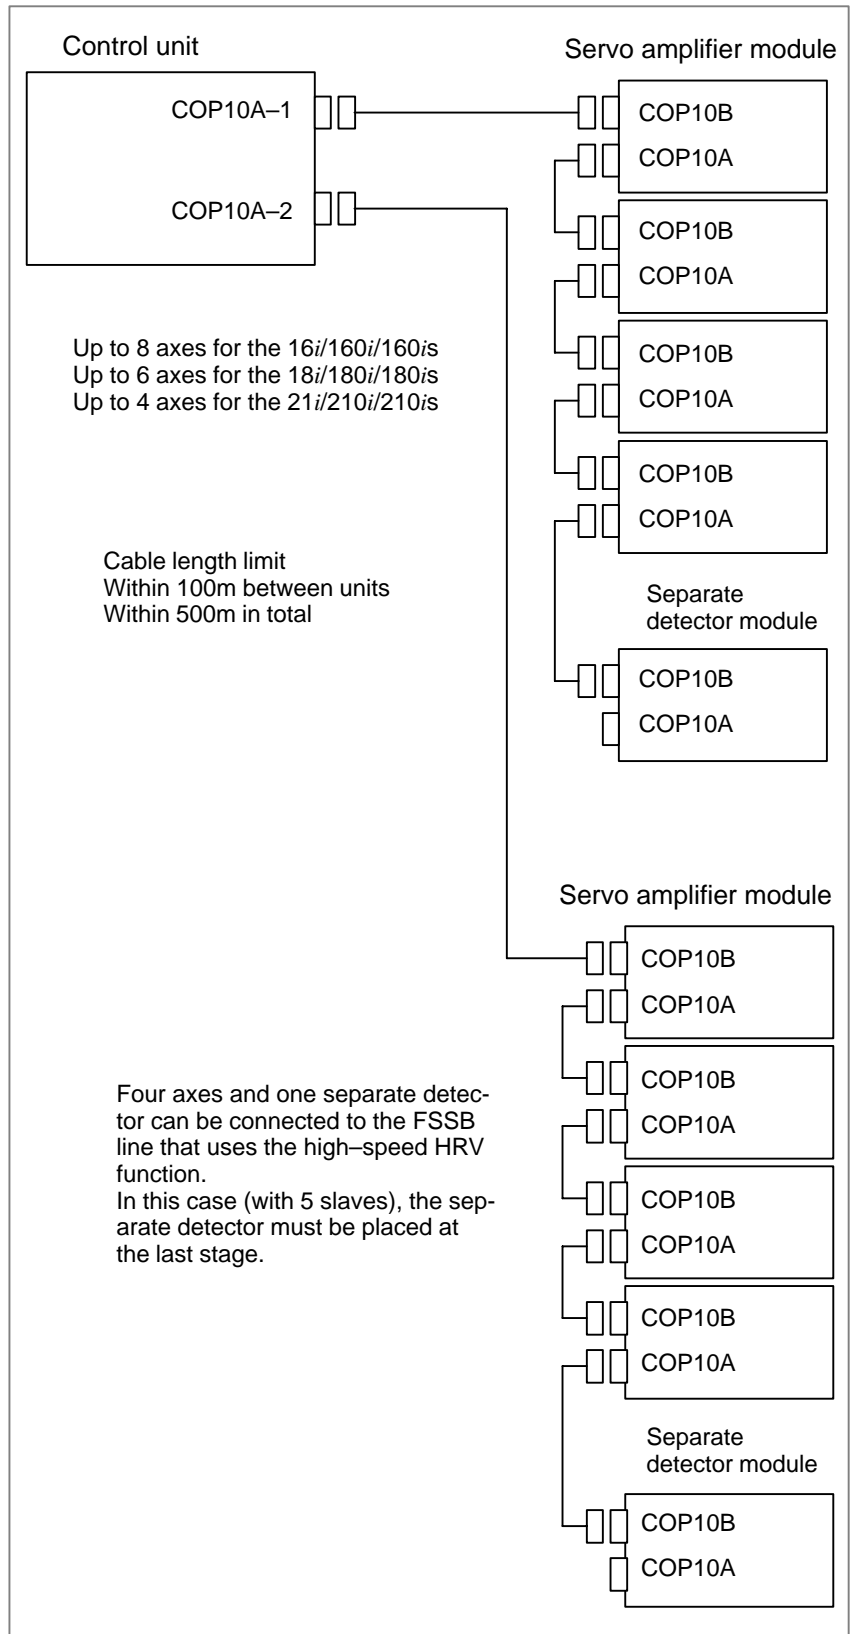 Control unit
COP10A–1
COP10A–2
Up to 8 axes for the 16i/160i/160is
Up to 6 axes for the 18i/180i/180is
Up to 4 axes for the 21i/210i/210is
Cable length limit
Within 100m between units
Within 500m in total
Servo amplifier module
COP10B
COP10A
COP10B
COP10A
COP10B
COP10A
COP10B
COP10A
Separate
detector module
COP10B
COP10A
Four axes and one separate detec-
tor can be connected to the FSSB
line that uses the high–speed HRV
function.
In this case (with 5 slaves), the sep-
arate detector must be placed at
the last stage.
Servo amplifier module
COP10B
COP10A
COP10B
COP10A
COP10B
COP10A
COP10B
COP10A
Separate
detector module
COP10B
COP10A